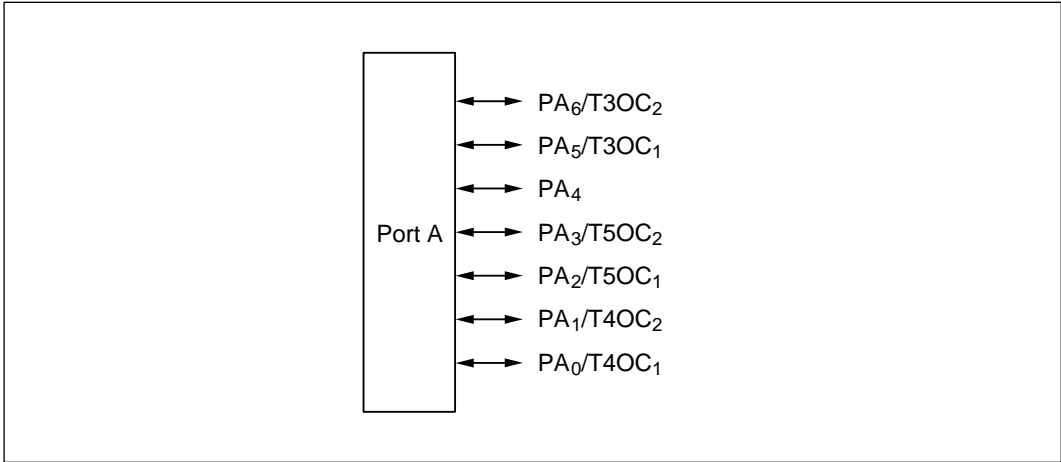 PA6/T3OC2
PA5/T3OC1
PA4
Port A
PA3/T5OC2
PA2/T5OC1
PA1/T4OC2
PA0/T4OC1